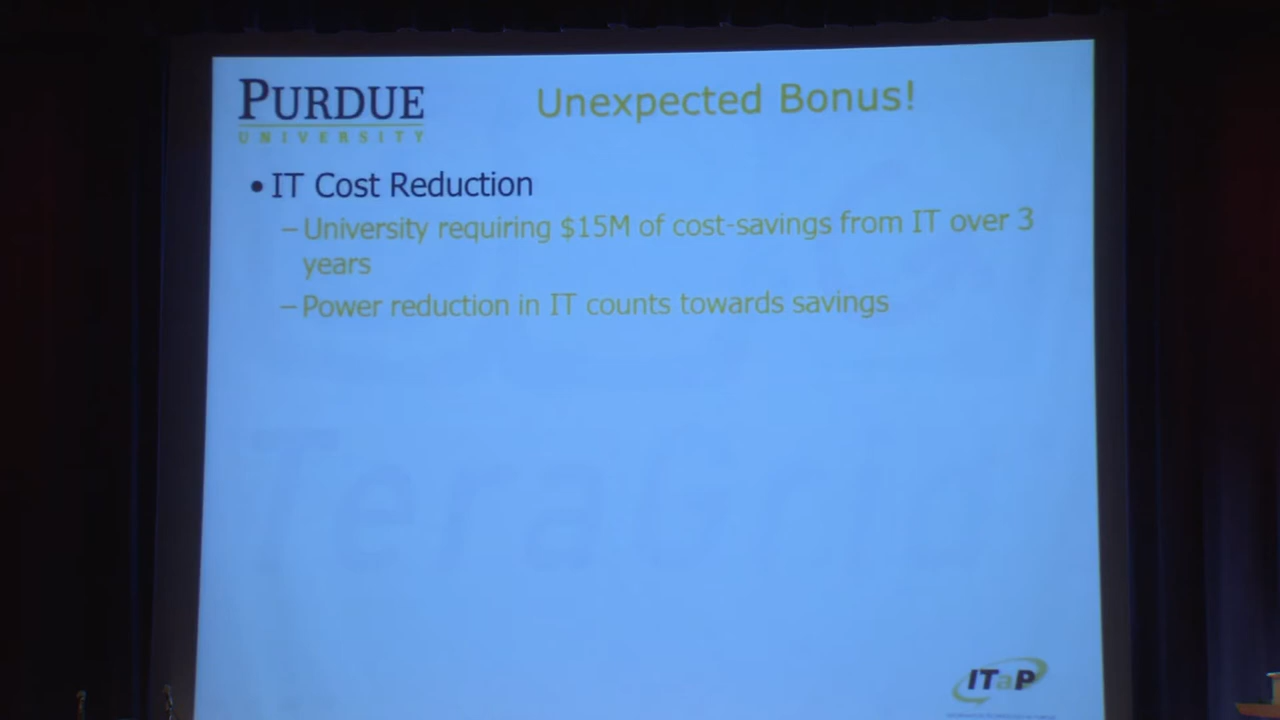 PURDUE
UNIVERSITY
Unexpected Bonus!
• IT Cost Reduction
– University requiring $15M of cost-savings from IT over 3
years
– Power reduction in IT counts towards savings
TeraGrid
ITaP